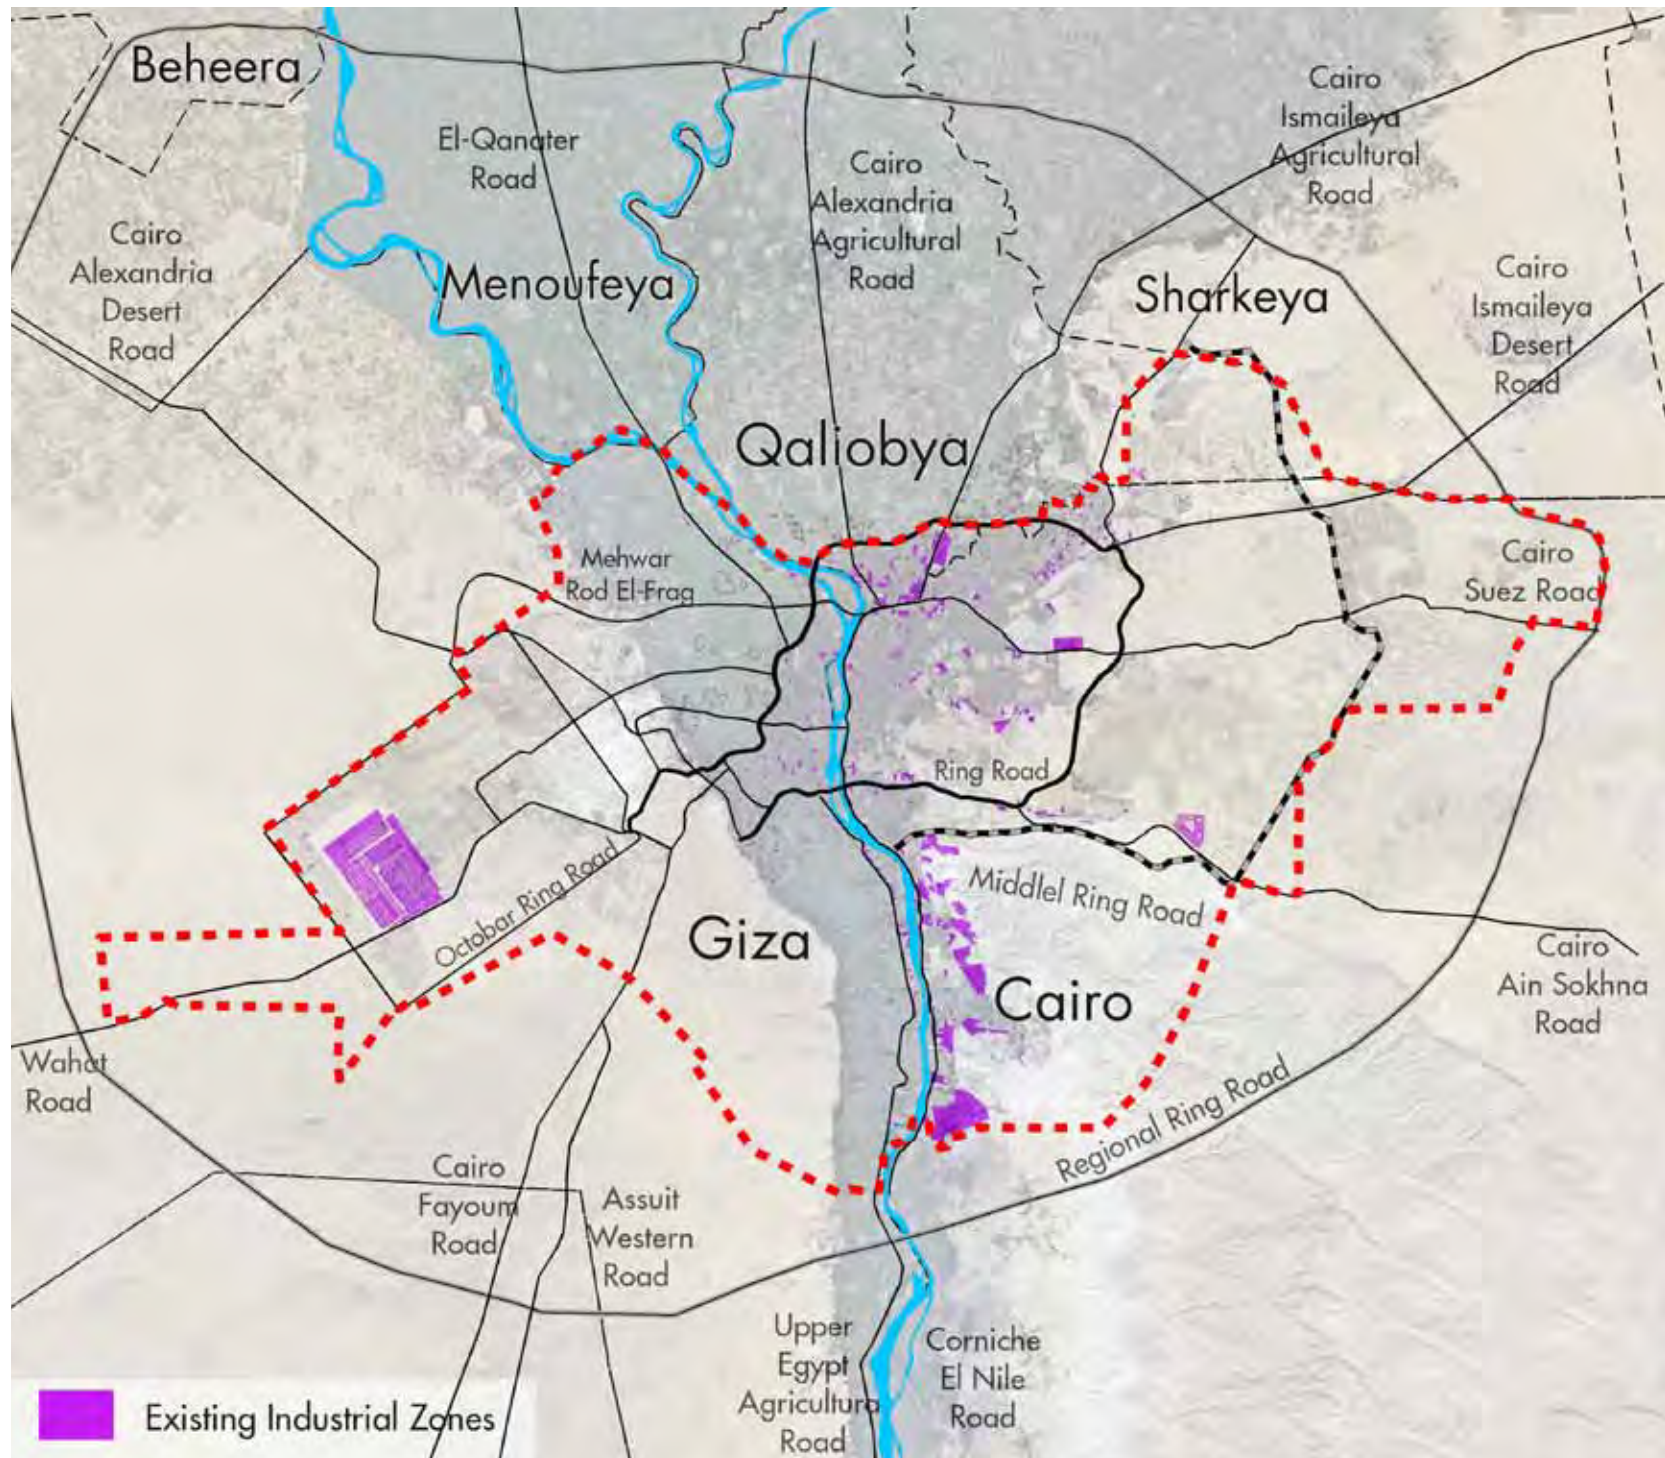 Beheera
El-Qanater
Road
Cairo
Alexandria
Agricultural
Road
Cairo
Ismaileya
Agricultural
Road
Cairo
Alexandria
Desert
Road
Menoufeya
Sharkeya
Cairo
Ismaileya
Desert
Road
Qaliobya
Mehwar
Rod El-Frag
Cairo
Suez Road
Ring Road
Octobar Ring Road
Middlel Ring Road
Giza
Cairo
Cairo
Ain Sokhna
Road
Wahat
Road
Regional Ring Road
Cairo
Fayoum
Road
Assuit
Western
Road
Upper
Egypt
Agricultura
Road
Corniche
El Nile
Road
Existing Industrial Zones